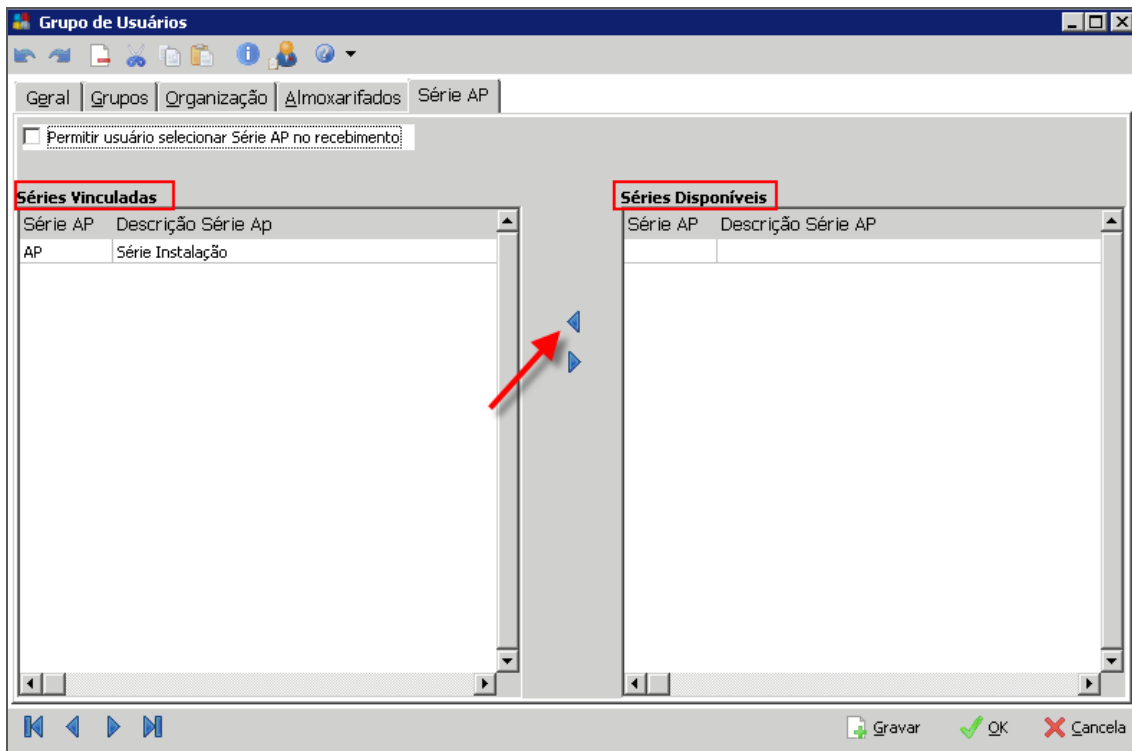 Grupo de Usuários
Geral Grupos Organização Almoxarifados Série AP
Permitir usuário selecionar Série AP no recebimento
Séries Vinculadas Séries Disponíveis
Série AP Descrição Série Ap Série AP Descrição Série AP
AP Série Instalação
Gravar OK Cancela